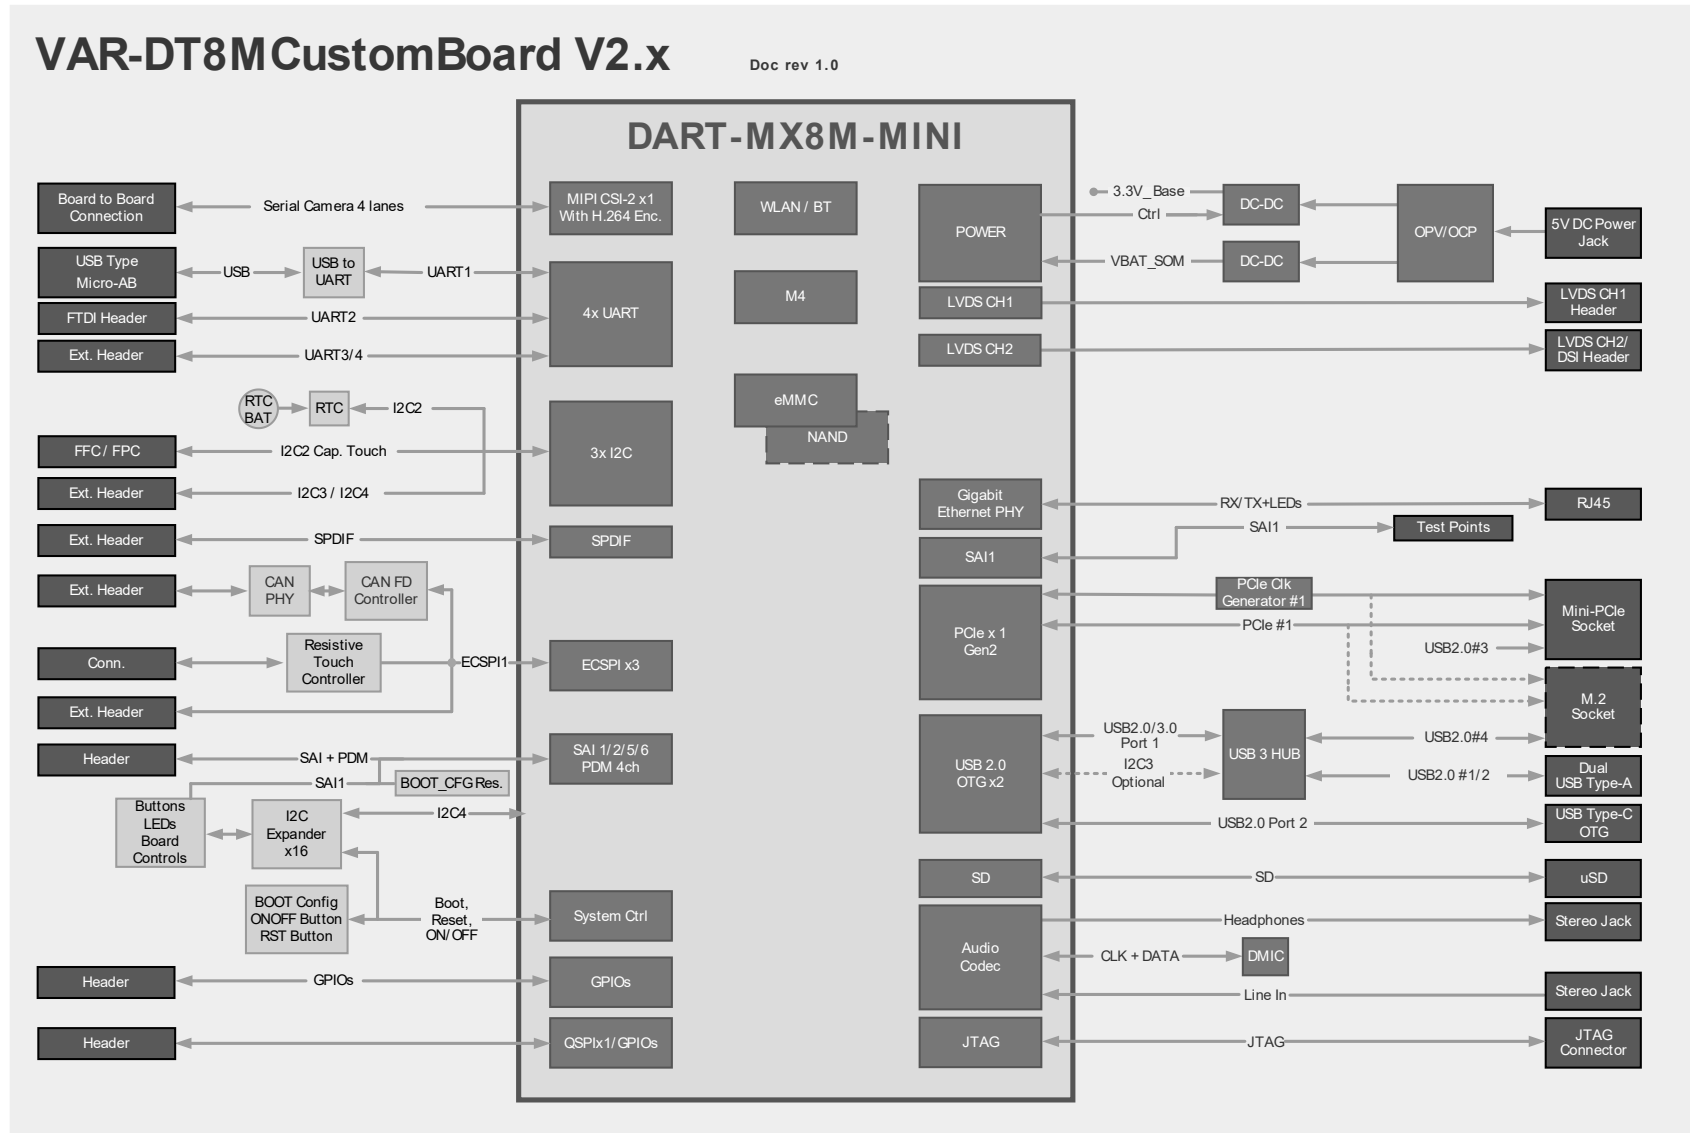 VAR-DT8MCustomBoard V2.x
Doc rev 1.0
DART-MX8M-MINI
Board to Board
Connection
Serial Camera 4 lanes
MIPI CSI-2 x1
With H.264 Enc.
USB Type
Micro-AB
USB
USB to
UART
UART1
FTDI Header
UART2
4x UART
Ext. Header
UART3/4
RTC
BAT
RTC
I2C2
FFC / FPC
I2C2 Cap. Touch
3x I2C
Ext. Header
I2C3 / I2C4
Ext. Header
SPDIF
SPDIF
Ext. Header
CAN
PHY
CAN FD
Controller
Conn.
Resistive
Touch
Controller
ECSPI1
ECSPI x3
Ext. Header
Header
SAI + PDM
SAI 1/2/5/6
PDM 4ch
SAI1
BOOT_CFG Res.
Buttons
LEDs
Board
Controls
I2C
Expander
x16
I2C4
BOOT Config
ONOFF Button
RST Button
Boot,
Reset,
ON/OFF
System Ctrl
Header
GPIOs
GPIOs
Header
QSPIx1/GPIOs
WLAN / BT
M4
eMMC
NAND
POWER
3.3V_Base
Ctrl
VBAT_SOM
DC-DC
DC-DC
OPV/OCP
5V DC Power
Jack
LVDS CH1
LVDS CH1
Header
LVDS CH2
LVDS CH2/
DSI Header
Gigabit
Ethernet PHY
RX/TX+LEDs
RJ45
SAI1
SAI1
Test Points
PCIe x 1
Gen2
PCIe Clk
Generator #1
PCIe #1
Mini-PCIe
Socket
USB2.0#3
M.2
Socket
USB 2.0
OTG x2
USB2.0/3.0
Port 1
I2C3
Optional
USB 3 HUB
USB2.0#4
USB2.0 #1/2
Dual
USB Type-A
USB2.0 Port 2
USB Type-C
OTG
SD
SD
uSD
Audio
Codec
Headphones
Stereo Jack
CLK + DATA
DMIC
Line In
Stereo Jack
JTAG
JTAG
JTAG
Connector